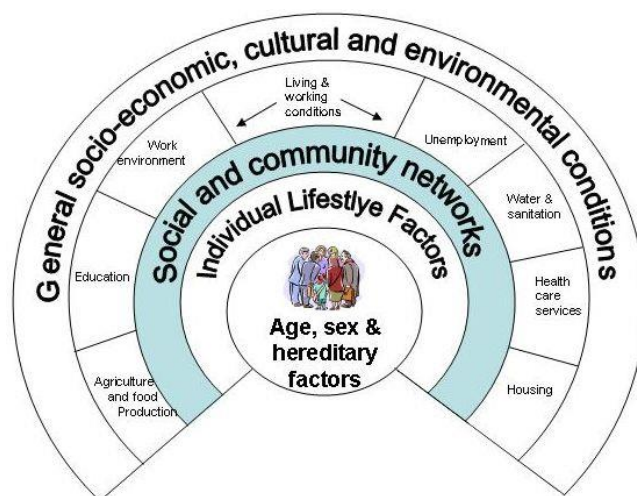 General socio-economic, cultural and environmental conditions
Living &
working
conditions
Work
environment
Unemployment
Education
Water &
sanitation
Agriculture
and food
Production
Health
care
services
Housing
Social and community networks
Individual Lifestlye Factors
Age, sex &
hereditary
factors